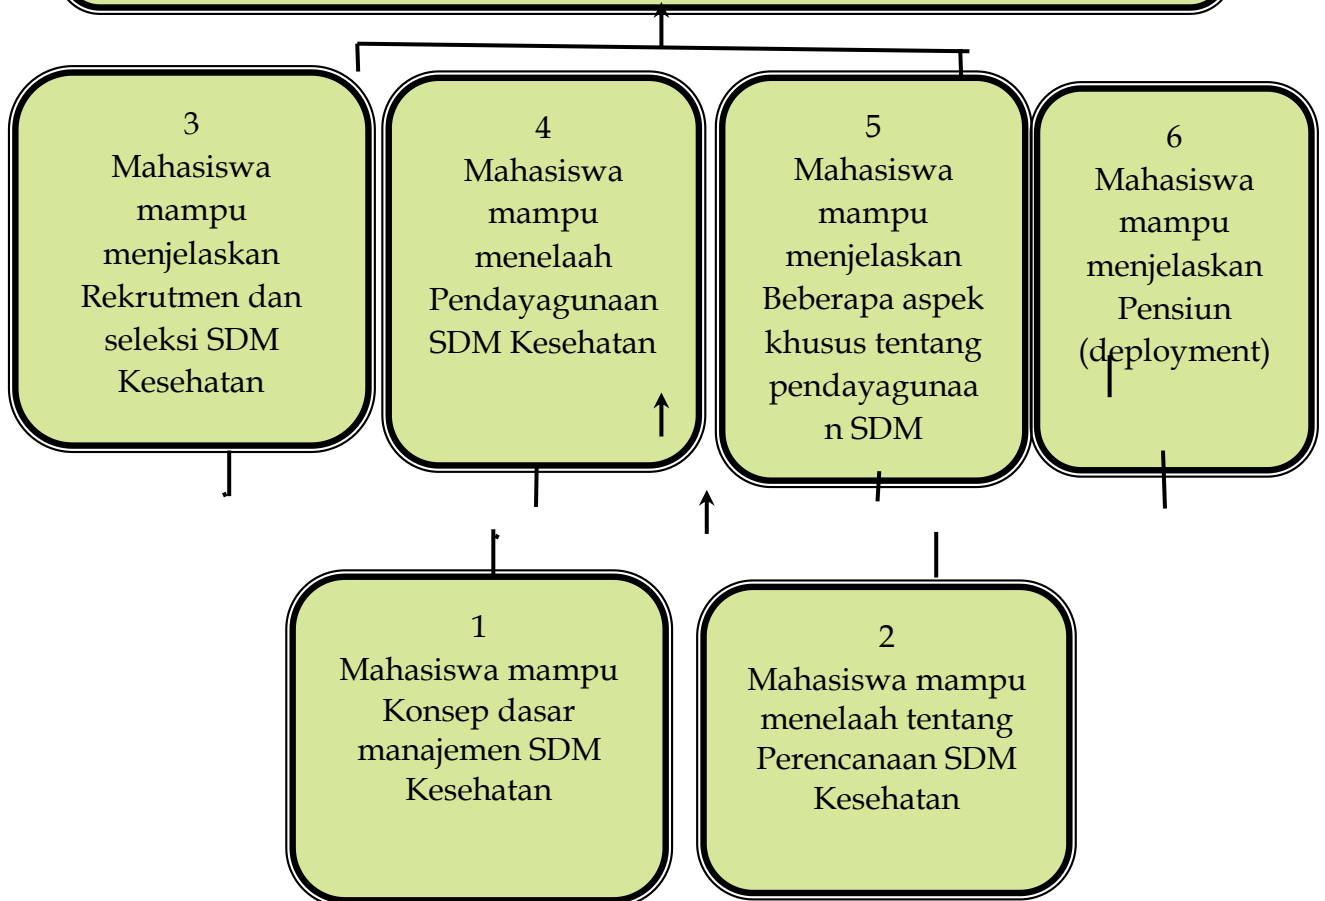 3
Mahasiswa
mampu
menjelaskan
Rekrutmen dan
seleksi SDM
Kesehatan
4
Mahasiswa
mampu
menelaah
Pendayagunaan
SDM Kesehatan
5
Mahasiswa
mampu
menjelaskan
Beberapa aspek
khusus tentang
pendayagunaa
n SDM
6
Mahasiswa
mampu
menjelaskan
Pensiun
(deployment)
1
Mahasiswa mampu
Konsep dasar
manajemen SDM
Kesehatan
2
Mahasiswa mampu
menelaah tentang
Perencanaan SDM
Kesehatan